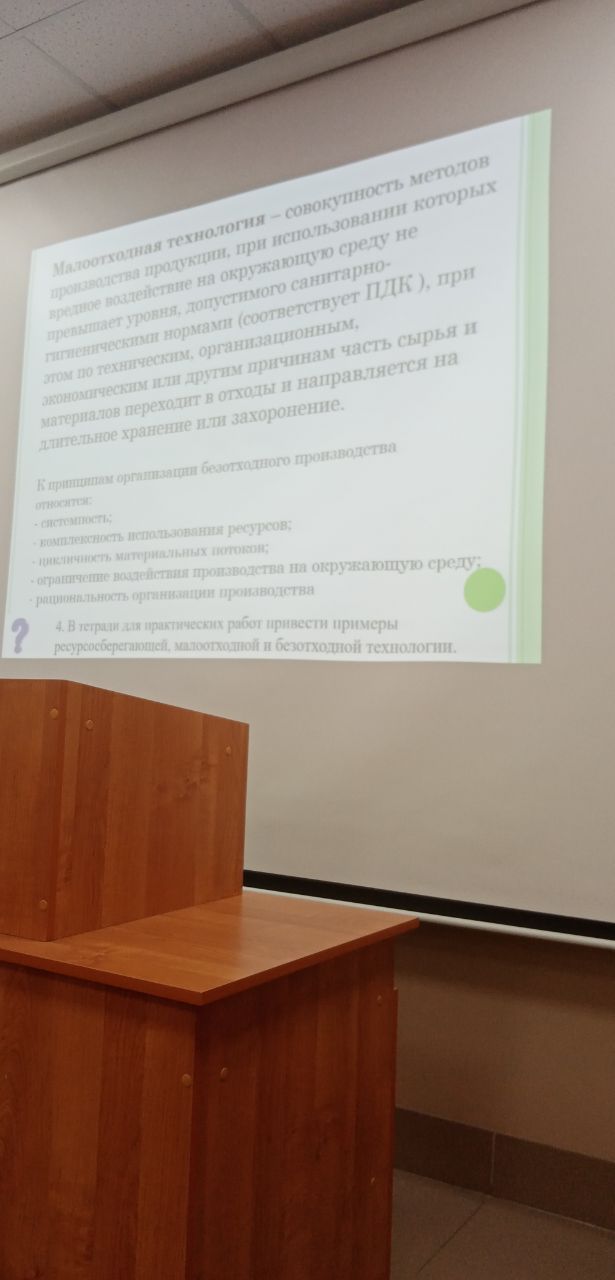 Малоотходная технология – совокупность методов
производства продукции, при использовании которых
вредное воздействие на окружающую среду не
превышает уровня, допустимого санитарно-
гигиеническими нормами (соответствует ПДК ), при
этом по техническим, организационным,
экономическим или другим причинам часть сырья и
материалов переходит в отходы и направляется на
длительное хранение или захоронение.
К принципам организации безотходного производства
относятся:
- системность;
- комплексность использования ресурсов;
- цикличность материальных потоков;
- ограничение воздействия производства на окружающую среду;
- рациональность организации производства
?
4. В тетради для практических работ привести примеры
ресурсосберегающей, малоотходной и безотходной технологии.